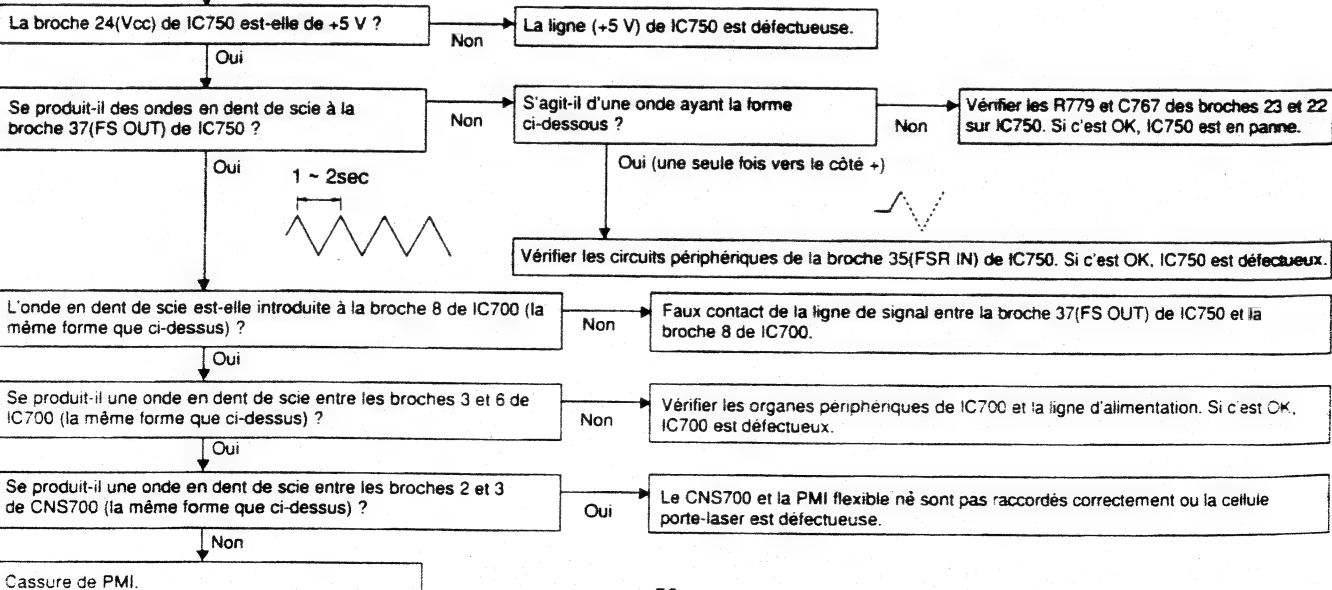 La broche 24(Vcc) de IC750 est-elle de +5 V ?
Non
La ligne (+5 V) de IC750 est défectueuse.
Oui
Se produit-il des ondes en dent de scie à la
broche 37(FS OUT) de IC750 ?
Non
S'agit-il d'une onde ayant la forme
ci-dessous ?
Non
Vérifier les R779 et C767 des broches 23 et 22
sur IC750. Si c'est OK, IC750 est en panne.
Oui
1 ~ 2sec
Oui (une seule fois vers le côté +)
Vérifier les circuits périphériques de la broche 35(FSR IN) de IC750. Si c'est OK, IC750 est défectueux.
L'onde en dent de scie est-elle introduite à la broche 8 de IC700 (la
même forme que ci-dessus) ?
Non
Faux contact de la ligne de signal entre la broche 37(FS OUT) de IC750 et la
broche 8 de IC700.
Oui
Se produit-il une onde en dent de scie entre les broches 3 et 6 de
IC700 (la même forme que ci-dessus) ?
Non
Vérifier les organes périphériques de IC700 et la ligne d'alimentation. Si c'est OK,
IC700 est défectueux.
Oui
Se produit-il une onde en dent de scie entre les broches 2 et 3
de CNS700 (la même forme que ci-dessus) ?
Oui
Le CNS700 et la PMI flexible ne sont pas raccordés correctement ou la cellule
porte-laser est défectueuse.
Non
Cassure de PMI.